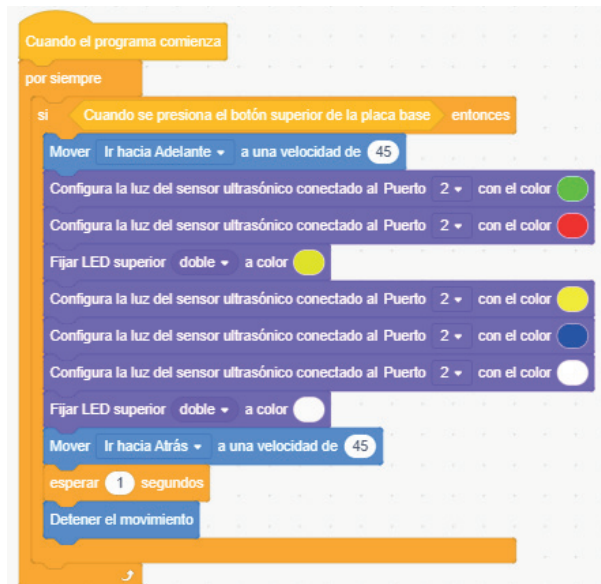 Cuando el programa comienza
por siempre
si Cuando se presiona el botón superior de la placa base entonces
Mover Ir hacia Adelante a una velocidad de 45
Configura la luz del sensor ultrasónico conectado al Puerto 2 con el color
Configura la luz del sensor ultrasónico conectado al Puerto 2 con el color
Fijar LED superior doble a color
Configura la luz del sensor ultrasónico conectado al Puerto 2 con el color
Configura la luz del sensor ultrasónico conectado al Puerto 2 con el color
Configura la luz del sensor ultrasónico conectado al Puerto 2 con el color
Fijar LED superior doble a color
Mover Ir hacia Atrás a una velocidad de 45
esperar 1 segundos
Detener el movimiento